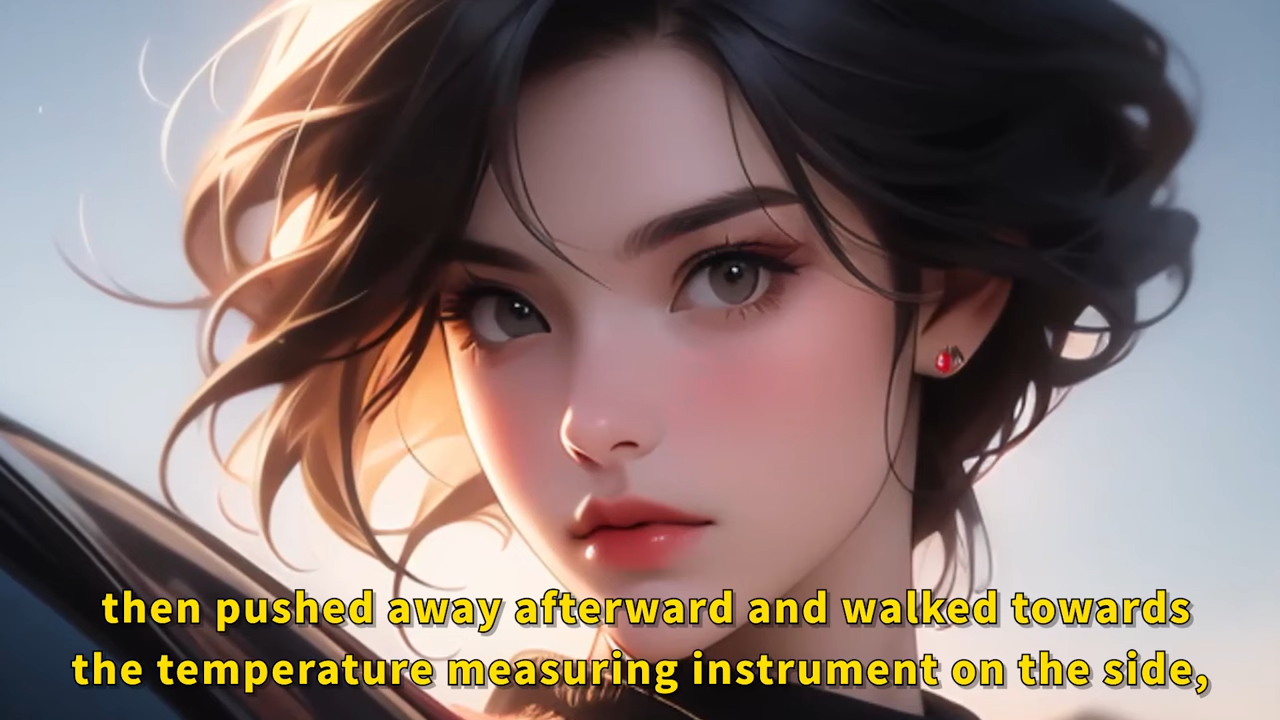 then pushed away afterward and walked towards
the temperature measuring instrument on the side,